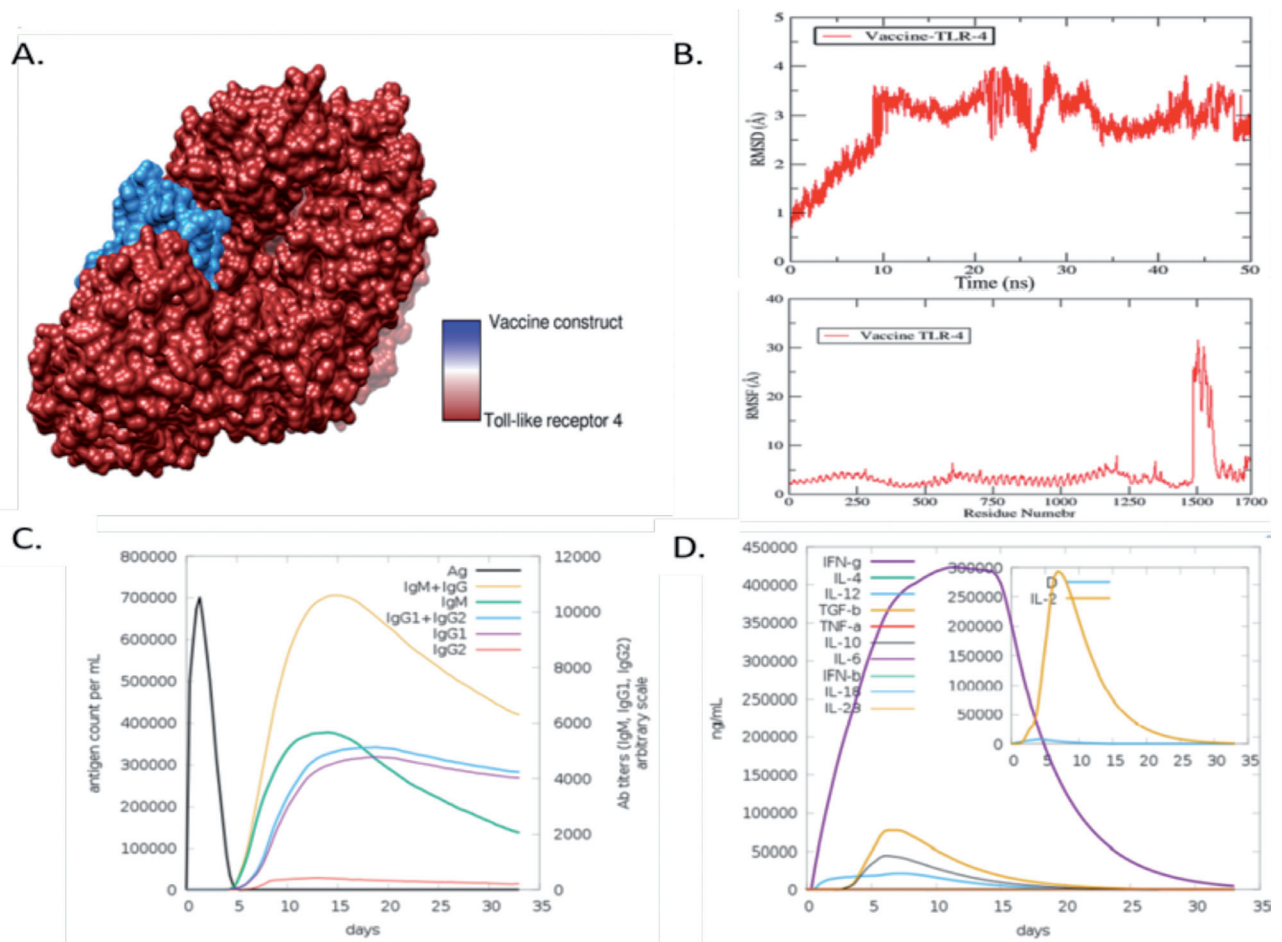 A.
Vaccine construct
Toll-like receptor 4
B.
5
4
3
2
1
0
RMSD (Å)
Vaccine-TLR-4
0 10 20 30 40 50
Time (ns)
40
30
20
10
0
RMSF (Å)
Vaccine TLR-4
0 250 500 750 1000 1250 1500 1700
Residue Numebr
C.
800000
700000
600000
500000
400000
300000
200000
100000
0
antigen count per mL
Ag
IgM+IgG
IgM
IgG1+IgG2
IgG1
IgG2
12000
10000
8000
6000
4000
2000
0
Ab titers (IgM, IgG1, IgG2)
arbitrary scale
0 5 10 15 20 25 30 35
days
D.
450000
400000
350000
300000
250000
200000
150000
100000
50000
0
ng/mL
IFN-g
IL-4
IL-12
TGF-b
TNF-a
IL-10
IL-6
IFN-b
IL-18
IL-23
300000
250000
200000
150000
100000
50000
0
D
IL-2
0 5 10 15 20 25 30 35
0 5 10 15 20 25 30 35
days